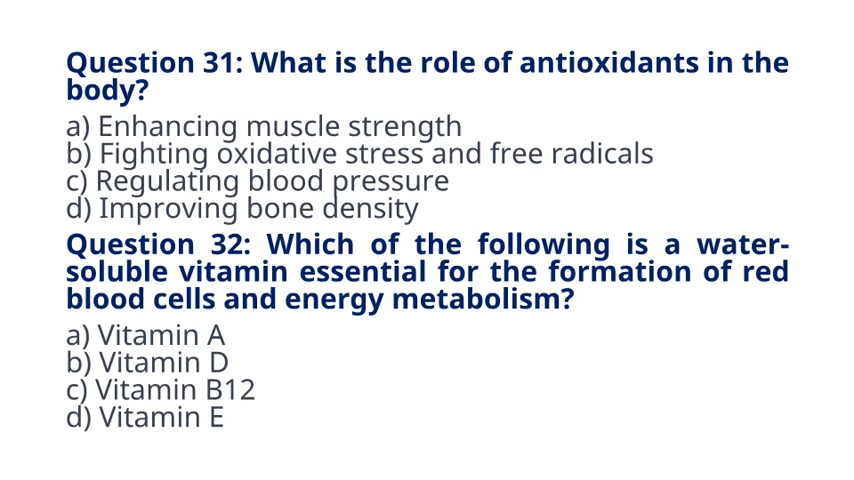 Question 31: What is the role of antioxidants in the
body?
a) Enhancing muscle strength
b) Fighting oxidative stress and free radicals
c) Regulating blood pressure
d) Improving bone density
Question 32: Which of the following is a water-
soluble vitamin essential for the formation of red
blood cells and energy metabolism?
a) Vitamin A
b) Vitamin D
c) Vitamin B12
d) Vitamin E